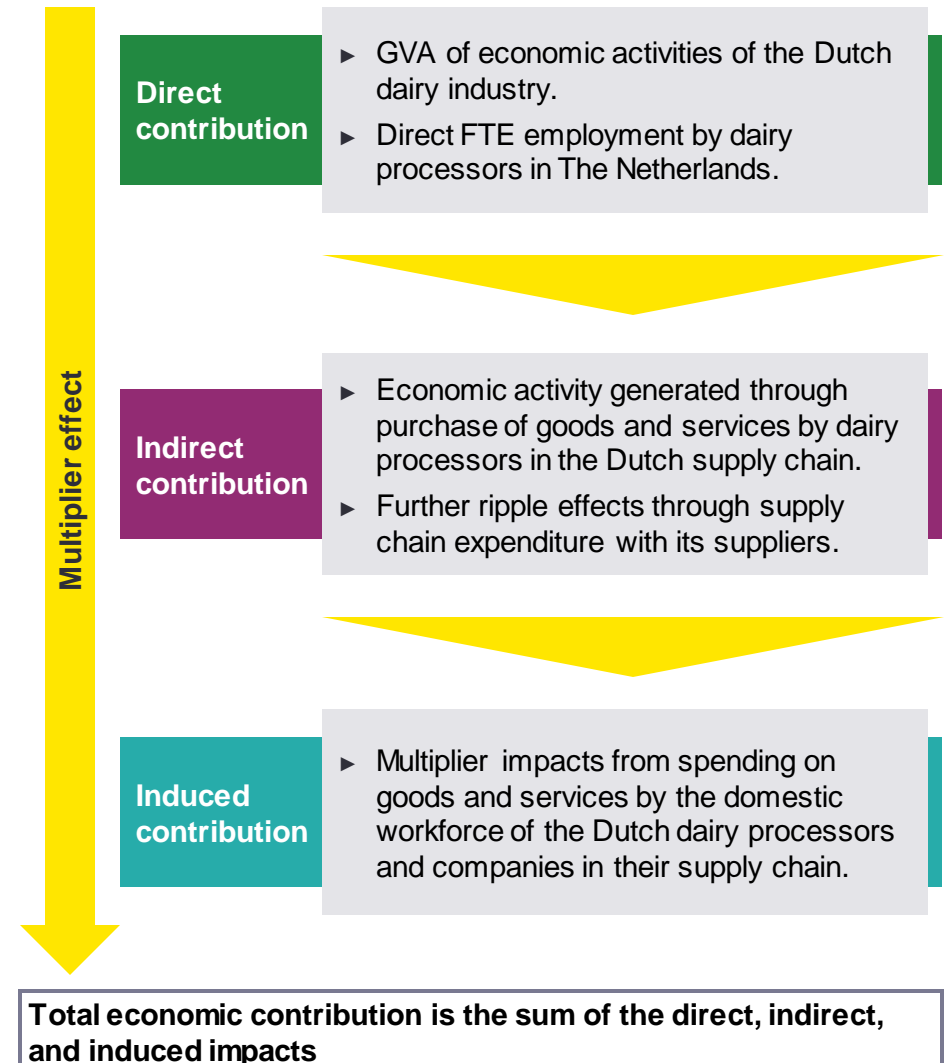 Multiplier effect
Direct
contribution
► GVA of economic activities of the Dutch
dairy industry.
► Direct FTE employment by dairy
processors in The Netherlands.
Indirect
contribution
► Economic activity generated through
purchase of goods and services by dairy
processors in the Dutch supply chain.
► Further ripple effects through supply
chain expenditure with its suppliers.
Induced
contribution
► Multiplier impacts from spending on
goods and services by the domestic
workforce of the Dutch dairy processors
and companies in their supply chain.
Total economic contribution is the sum of the direct, indirect,
and induced impacts